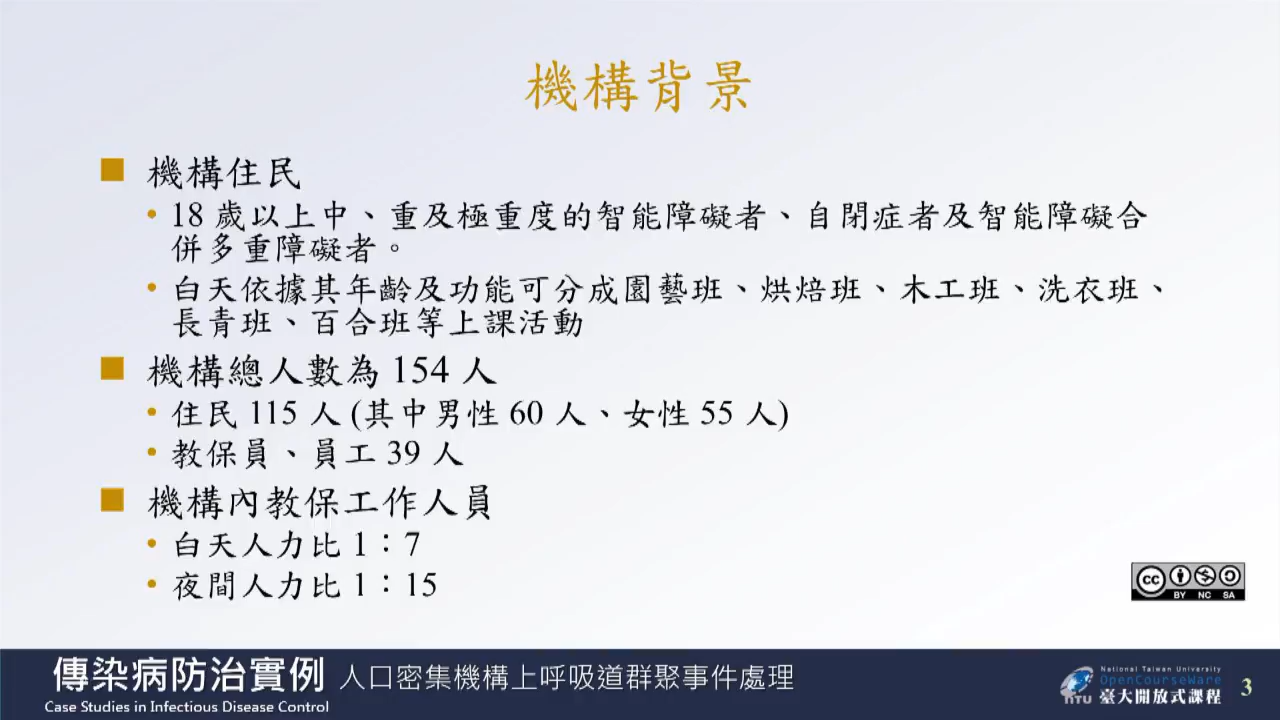 機構背景
機構住民
18 歲以上中、重及極重度的智能障礙者、自閉症者及智能障礙合
併多重障礙者。
白天依據其年齡及功能可分成園藝班、烘焙班、木工班、洗衣班、
長青班、百合班等上課活動
機構總人數為 154 人
住民 115 人 (其中男性 60 人、女性 55 人)
教保員、員工 39 人
機構內教保工作人員
白天人力比 1：7
夜間人力比 1：15
cc BY NC SA
傳染病防治實例 人口密集機構上呼吸道群聚事件處理
Case Studies in Infectious Disease Control
National Taiwan University
OpenCourseWare
NTU 臺大開放式課程
3